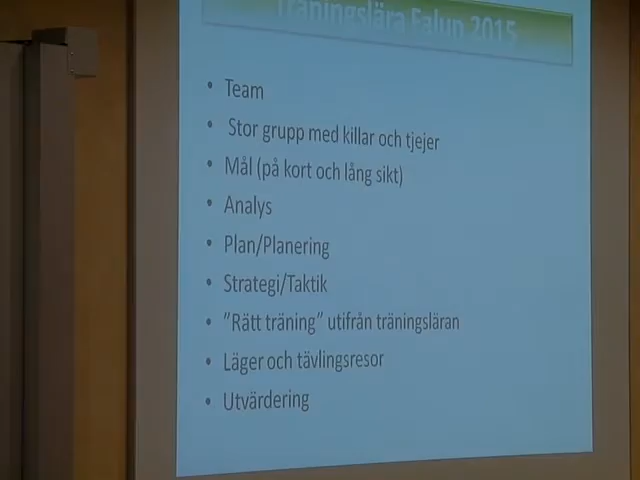 Träningslära Falun 2015
• Team
• Stor grupp med killar och tjejer
• Mål (på kort och lång sikt)
• Analys
• Plan/Planering
• Strategi/Taktik
• ”Rätt träning” utifrån träningsläran
• Läger och tävlingsresor
• Utvärdering